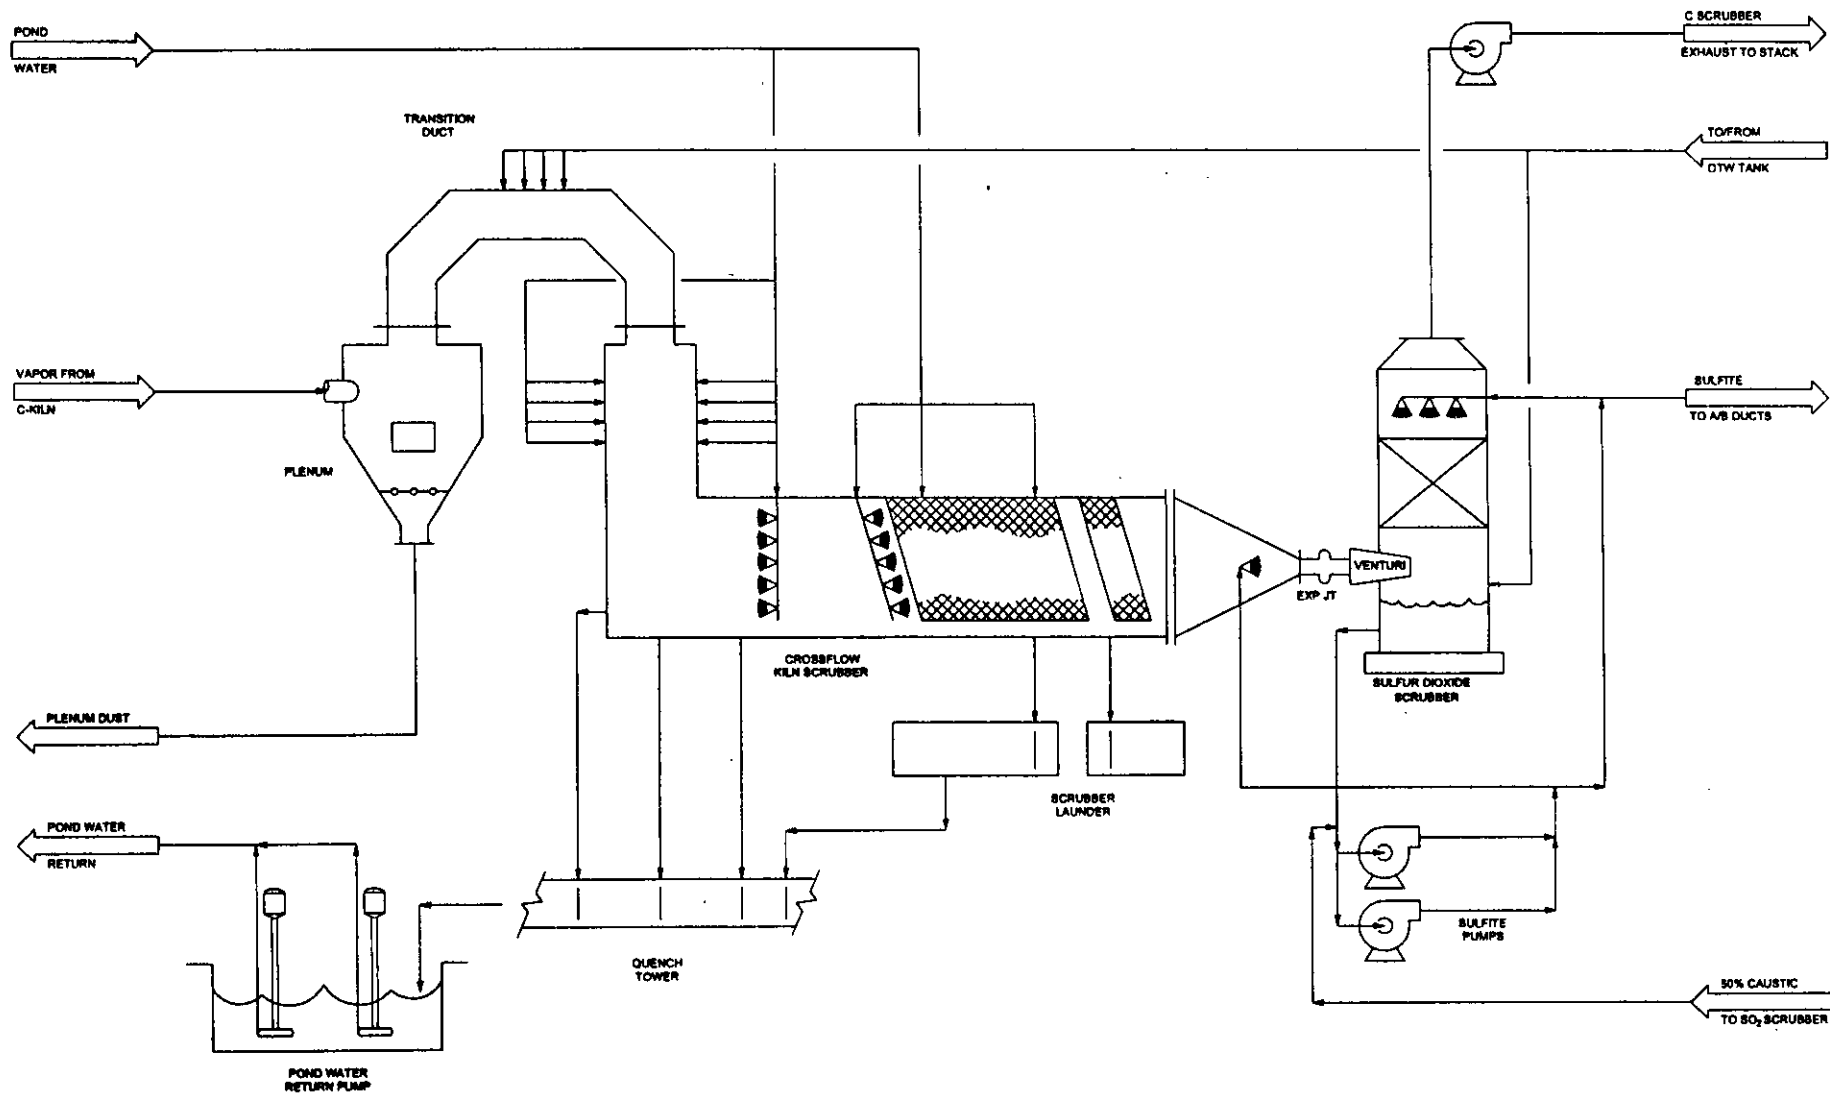 POND
WATER
C SCRUBBER
EXHAUST TO STACK
TRANSITION
DUCT
TO/FROM
OTW TANK
VAPOR FROM
C-KILN
SULFITE
TO A/B DUCTS
PLENUM
VENTURI
EXP JT
CROSSFLOW
KILN SCRUBBER
SULFUR DIOXIDE
SCRUBBER
PLENUM DUST
SCRUBBER
LAUNDER
POND WATER
RETURN
SULFITE
PUMPS
QUENCH
TOWER
50% CAUSTIC
TO SO₂ SCRUBBER
POND WATER
RETURN PUMP